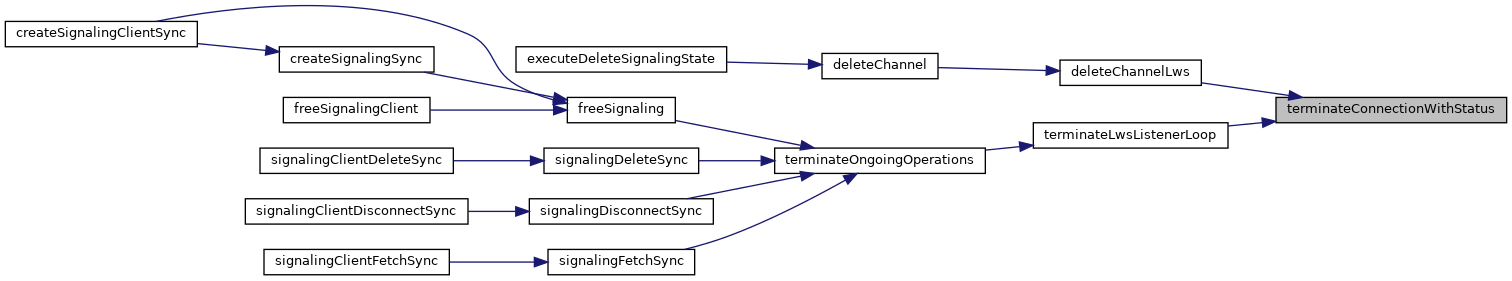 createSignalingClientSync
createSignalingSync
executeDeleteSignalingState
deleteChannel
deleteChannelLws
terminateConnectionWithStatus
freeSignalingClient
freeSignaling
terminateLwsListenerLoop
signalingClientDeleteSync
signalingDeleteSync
terminateOngoingOperations
signalingClientDisconnectSync
signalingDisconnectSync
signalingClientFetchSync
signalingFetchSync